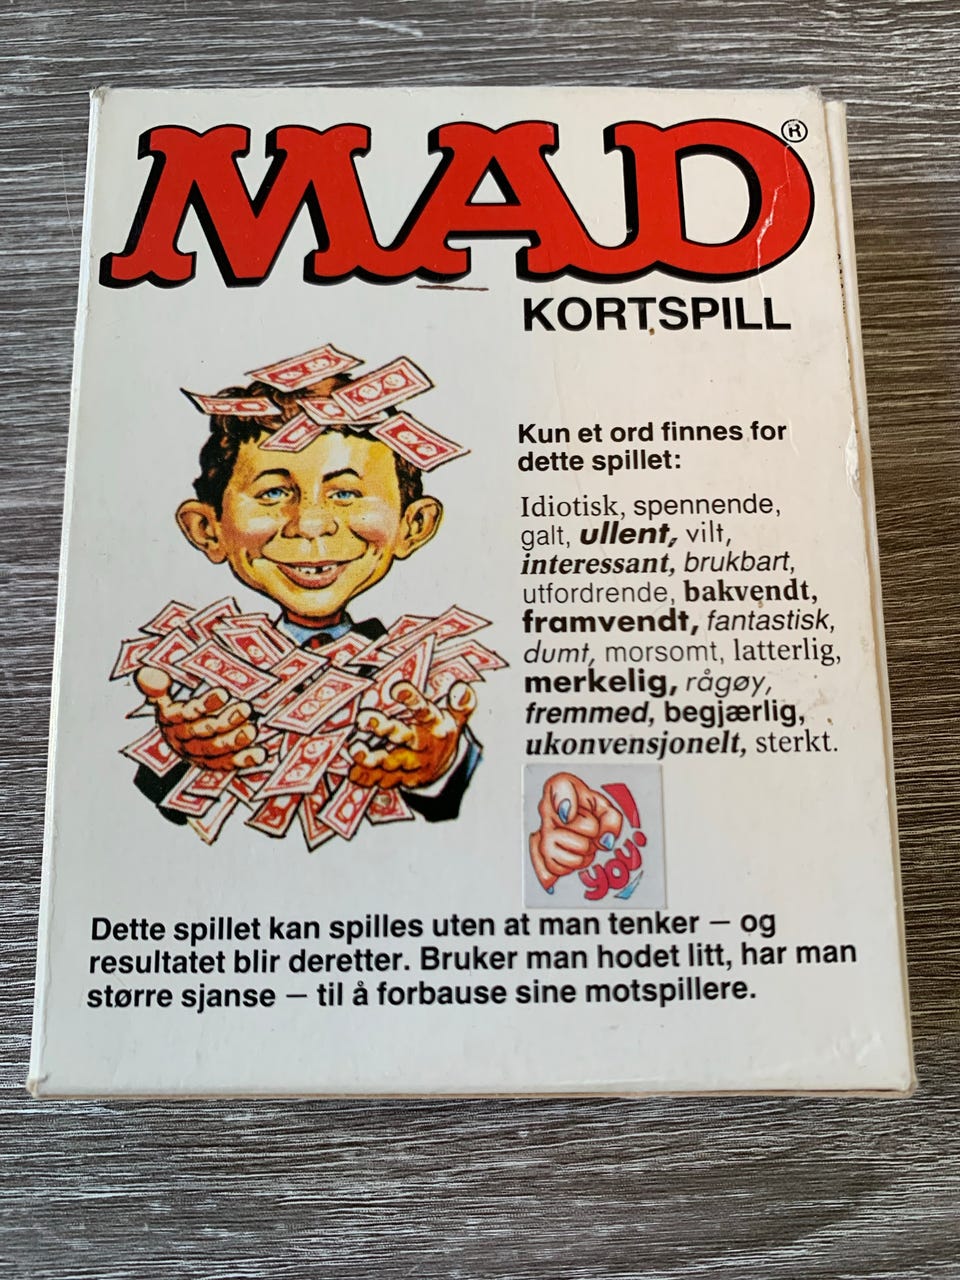 MAD®
KORTSPILL
Kun et ord finnes for
dette spillet:
Idiotisk, spennende,
galt, ullent, vilt,
interessant, brukbart,
utfordrende, bakvendt,
framvendt, fantastisk,
dumt, morsomt, latterlig,
merkelig, rågøy,
fremmed, begjærlig,
ukonvensjonelt, sterkt.
YOU!
Dette spillet kan spilles uten at man tenker – og
resultatet blir deretter. Bruker man hodet litt, har man
større sjanse – til å forbause sine motspillere.